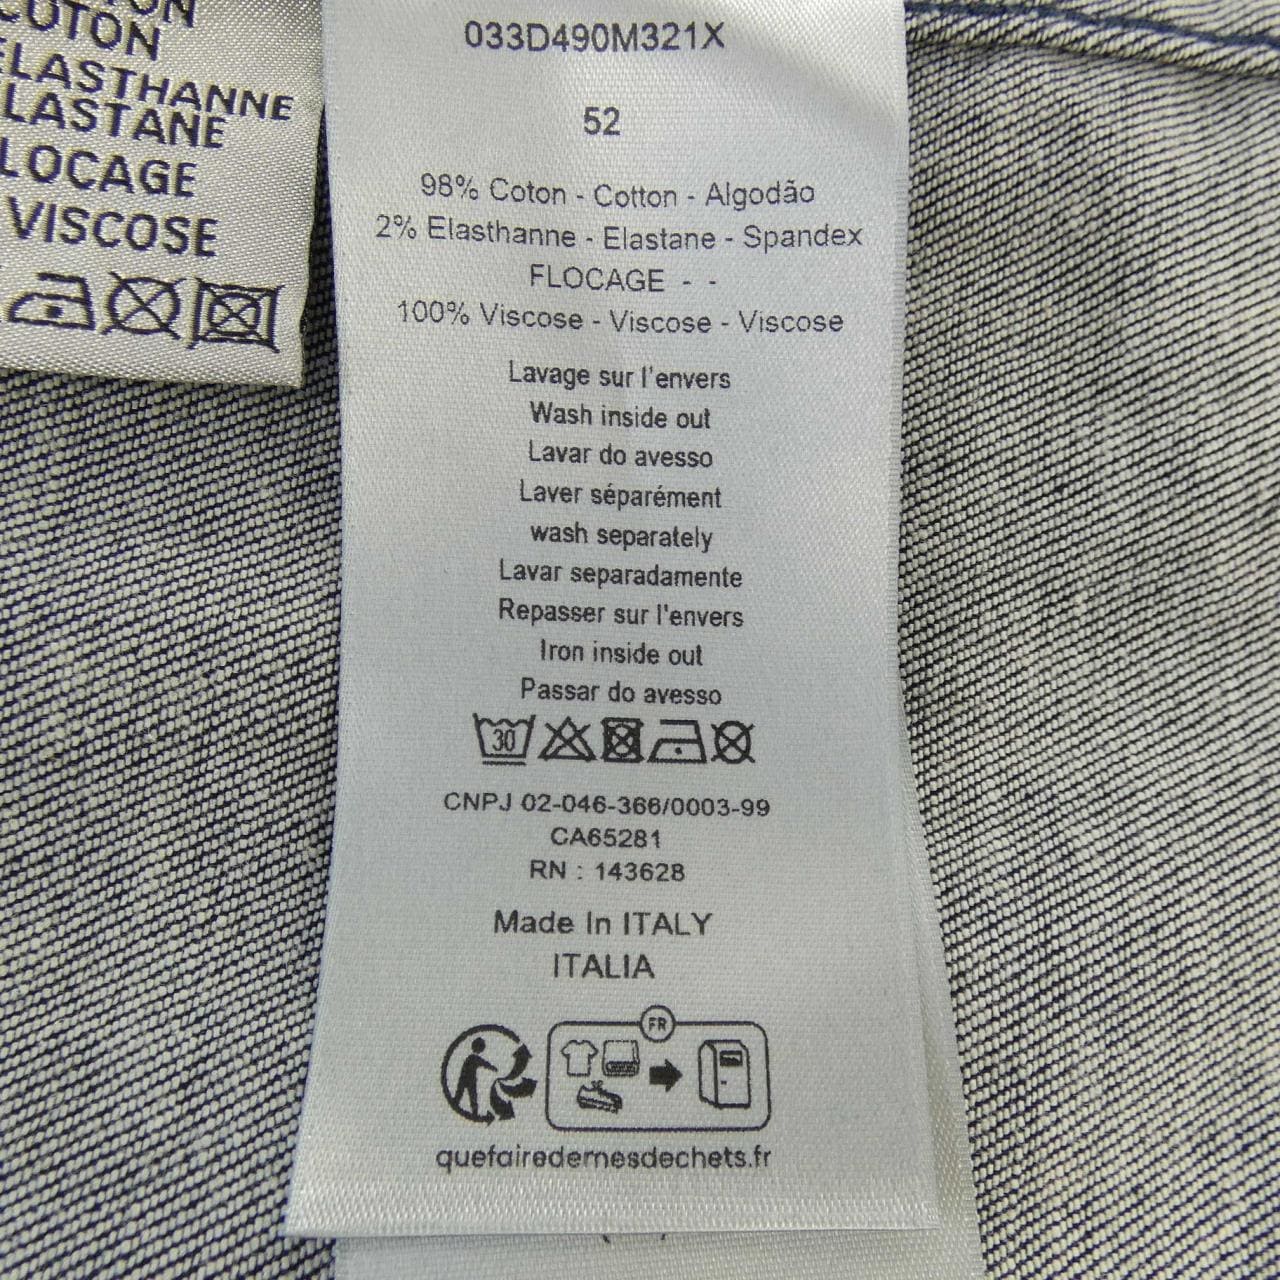 COTON
ELASTHANNE
ELASTANE
FLOCAGE
VISCOSE
033D490M321X
52
98% Coton - Cotton - Algodão
2% Elasthanne - Elastane - Spandex
FLOCAGE - -
100% Viscose - Viscose - Viscose
Lavage sur l'envers
Wash inside out
Lavar do avesso
Laver séparément
wash separately
Lavar separadamente
Repasser sur l'envers
Iron inside out
Passar do avesso
30
CNPJ 02-046-366/0003-99
CA65281
RN : 143628
Made In ITALY
ITALIA
FR
quefairedemesdechets.fr